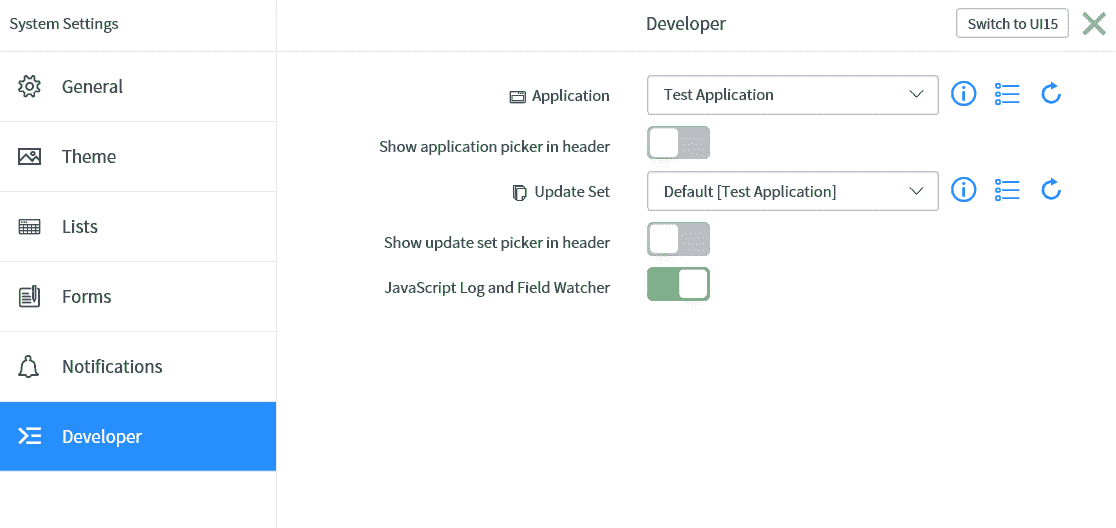 System Settings
Developer
Switch to UI15
General
Theme
Lists
Forms
Notifications
Developer
Application
Test Application
Show application picker in header
Update Set
Default [Test Application]
Show update set picker in header
JavaScript Log and Field Watcher